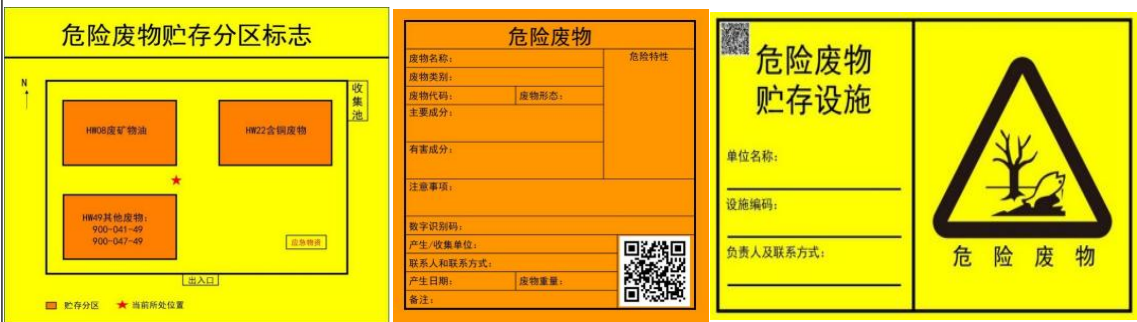 危险废物贮存分区标志
N
收集池
HW08废矿物油
HW22含铜废物
HW49其他废物:
900-041-49
900-047-49
应急物资
出入口
贮存分区
当前所处位置
危险废物
废物名称:
危险特性
废物类别:
废物代码:
废物形态:
主要成分:
有害成分:
注意事项:
数字识别码:
产生/收集单位:
联系人和联系方式:
产生日期:
废物重量:
备注:
危险废物
贮存设施
单位名称:
设施编码:
负责人及联系方式:
危险废物